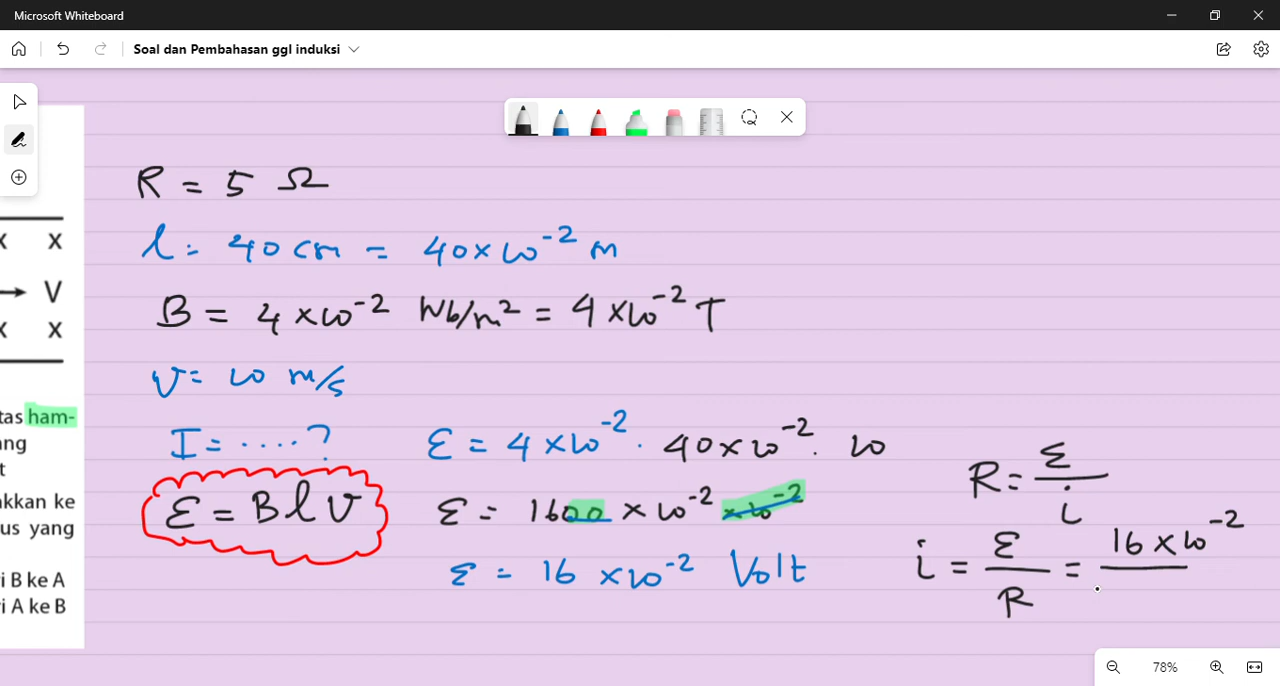 Microsoft Whiteboard
Soal dan Pembahasan ggl induksi
R = 5 Ω
l = 40 cm = 40 × 10⁻² m
B = 4 × 10⁻² Wb/m² = 4 × 10⁻² T
V = 10 m/s
I = ....?
ε = B l v
ε = 4 × 10⁻² . 40 × 10⁻² . 10
ε = 1600 × 10⁻² × 10⁻²
ε = 16 × 10⁻² Volt
R = ε / i
i = ε / R = 16 × 10⁻²
x x
→ V
x x
tas ham-
ang
t
akkan ke
us yang
ri B ke A
ri A ke B
78%